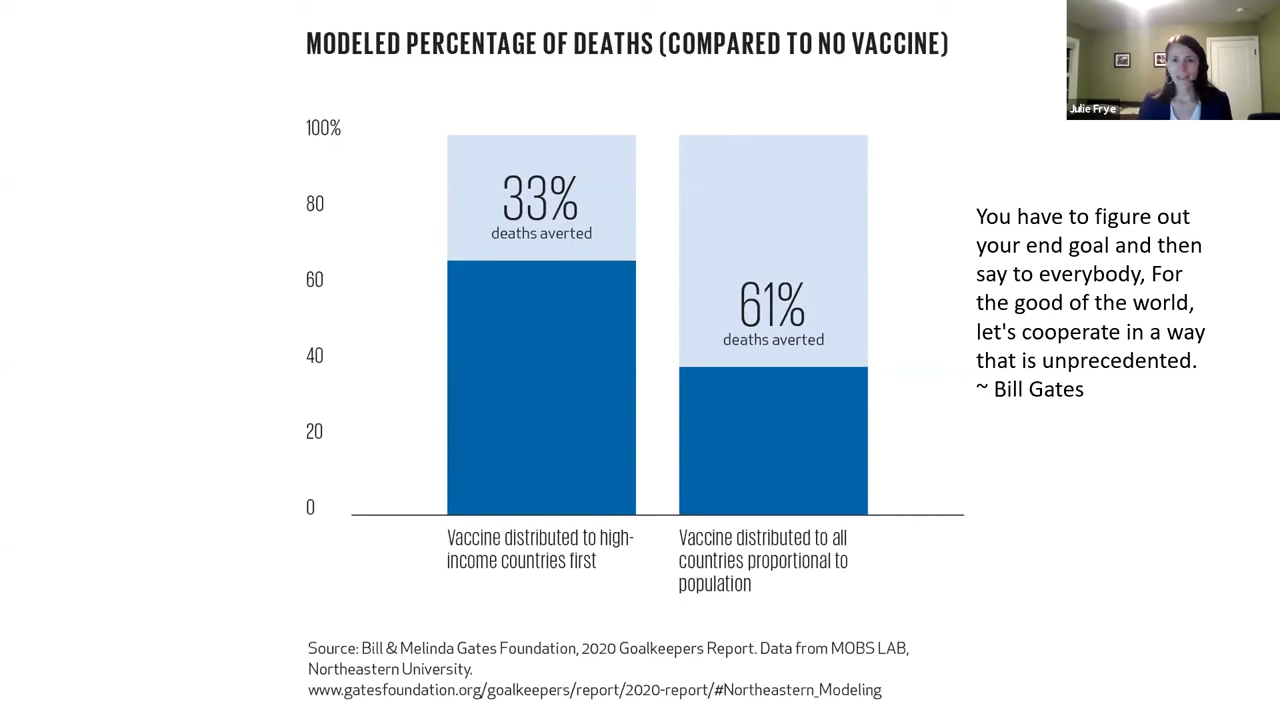 MODELED PERCENTAGE OF DEATHS (COMPARED TO NO VACCINE)
Julie Frye
100%
80
60
40
20
0
33%
deaths averted
61%
deaths averted
Vaccine distributed to high-
income countries first
Vaccine distributed to all
countries proportional to
population
You have to figure out
your end goal and then
say to everybody, For
the good of the world,
let's cooperate in a way
that is unprecedented.
~ Bill Gates
Source: Bill & Melinda Gates Foundation, 2020 Goalkeepers Report. Data from MOBS LAB,
Northeastern University.
www.gatesfoundation.org/goalkeepers/report/2020-report/#Northeastern_Modeling